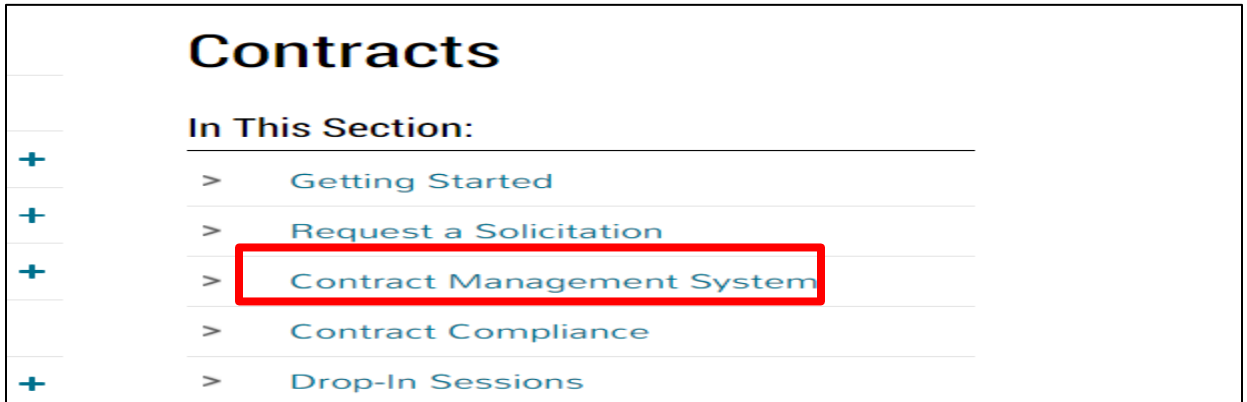 Contracts
In This Section:
+
> Getting Started
+
> Request a Solicitation
+
> Contract Management System
> Contract Compliance
+
> Drop-In Sessions